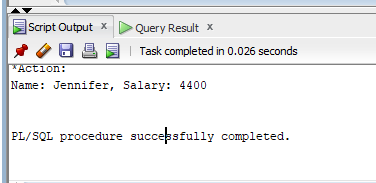 Script Output x Query Result x
Task completed in 0.026 seconds
*Action:
Name: Jennifer, Salary: 4400
PL/SQL procedure successfully completed.